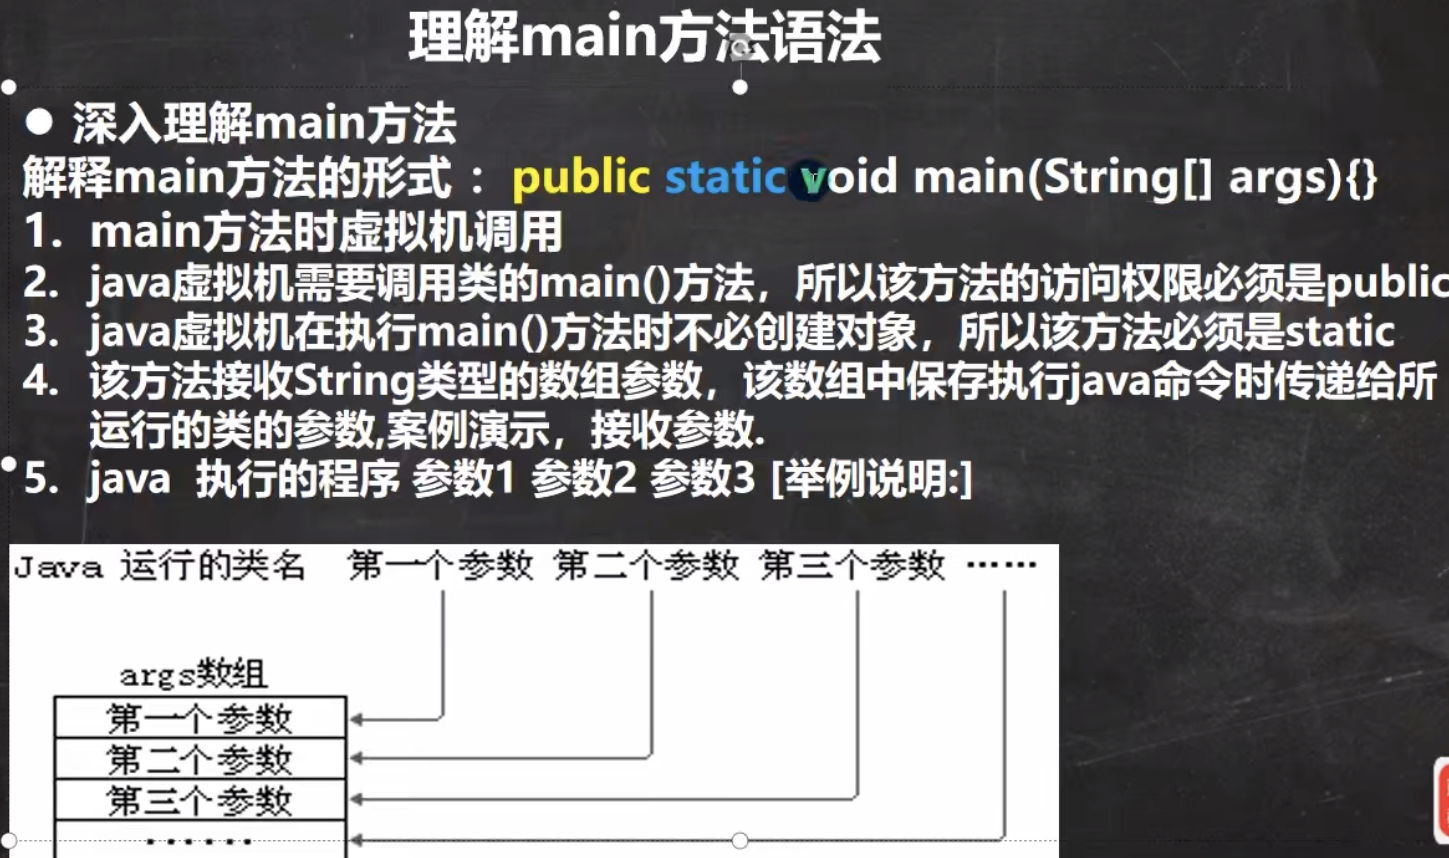 理解main方法语法
● 深入理解main方法
解释main方法的形式 ： public static void main(String[] args){}
1. main方法时虚拟机调用
2. java虚拟机需要调用类的main()方法，所以该方法的访问权限必须是public
3. java虚拟机在执行main()方法时不必创建对象，所以该方法必须是static
4. 该方法接收String类型的数组参数，该数组中保存执行java命令时传递给所
运行的类的参数,案例演示，接收参数.
5. java 执行的程序 参数1 参数2 参数3 [举例说明:]
Java 运行的类名 第一个参数 第二个参数 第三个参数 ……
args数组
第一个参数
第二个参数
第三个参数
……